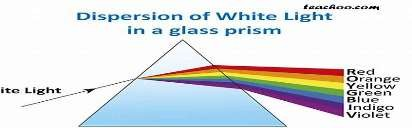 teachoo.com
Dispersion of White Light
in a glass prism
ite Light
Red
Orange
Yellow
Green
Blue
Indigo
Violet